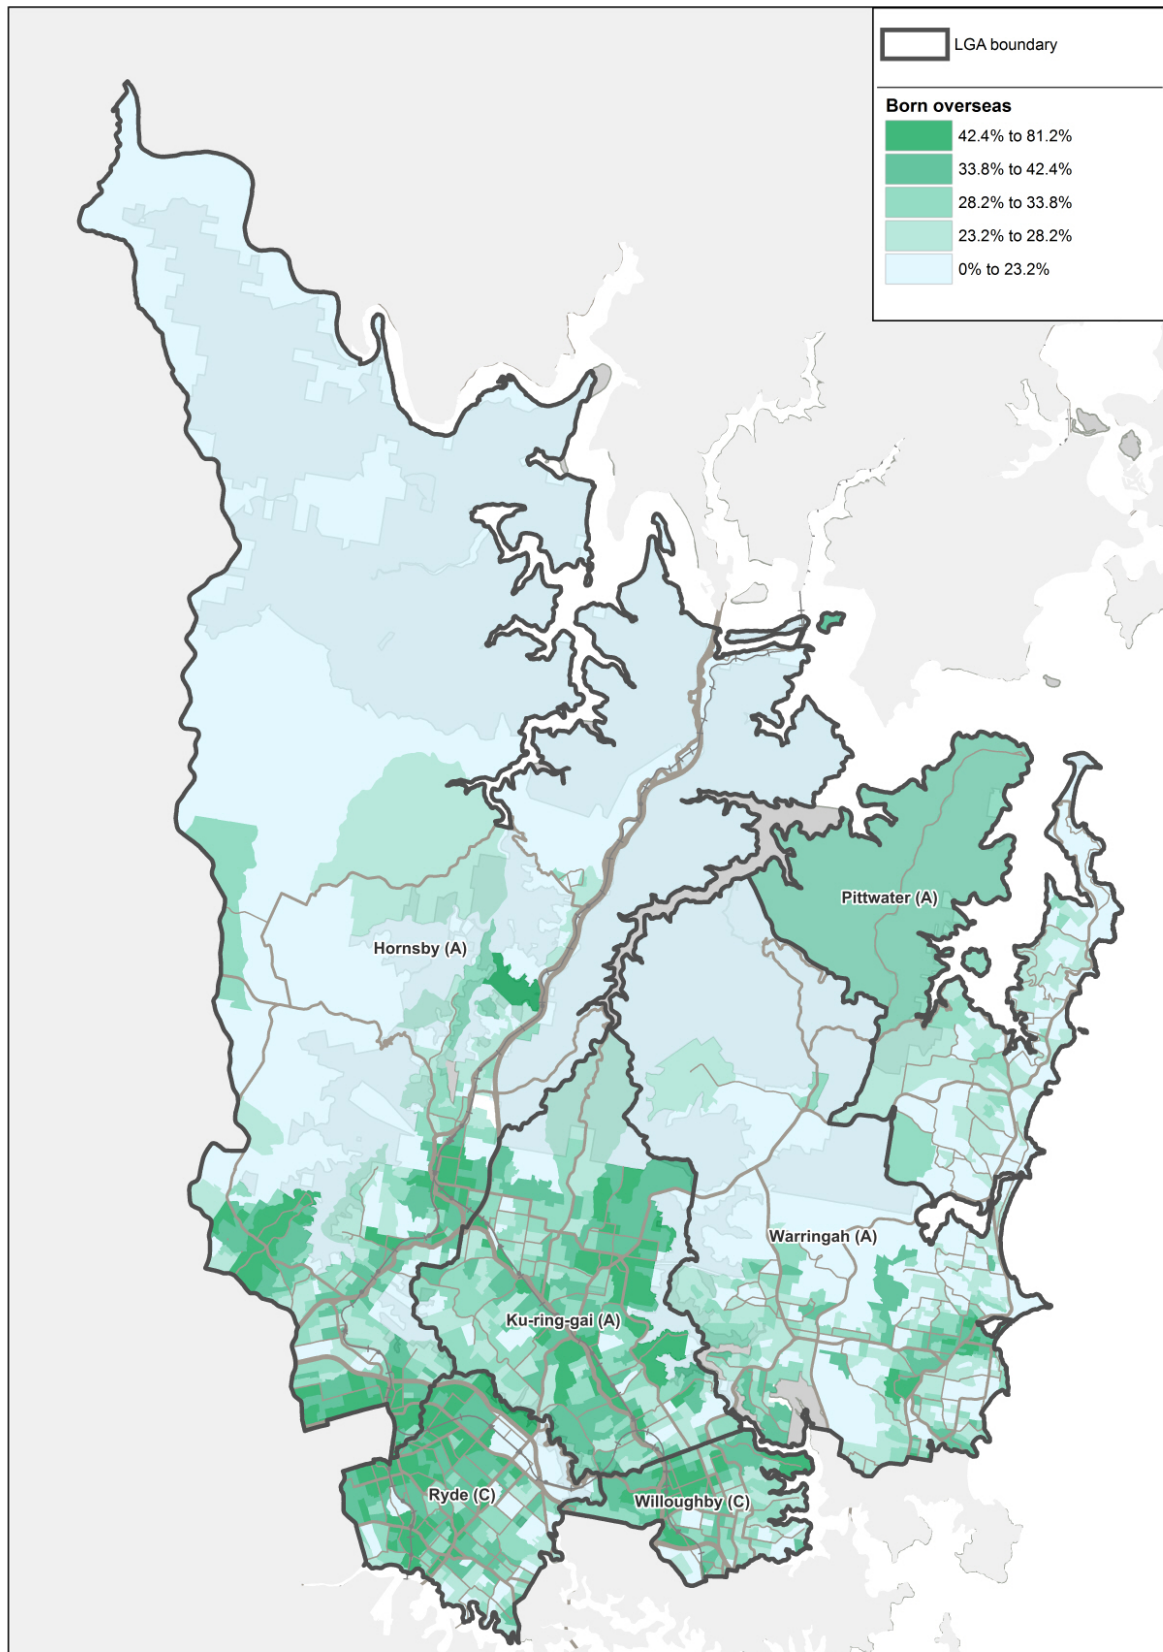 LGA boundary
Born overseas
42.4% to 81.2%
33.8% to 42.4%
28.2% to 33.8%
23.2% to 28.2%
0% to 23.2%
Pittwater (A)
Hornsby (A)
Warringah (A)
Ku-ring-gai (A)
Ryde (C)
Willoughby (C)